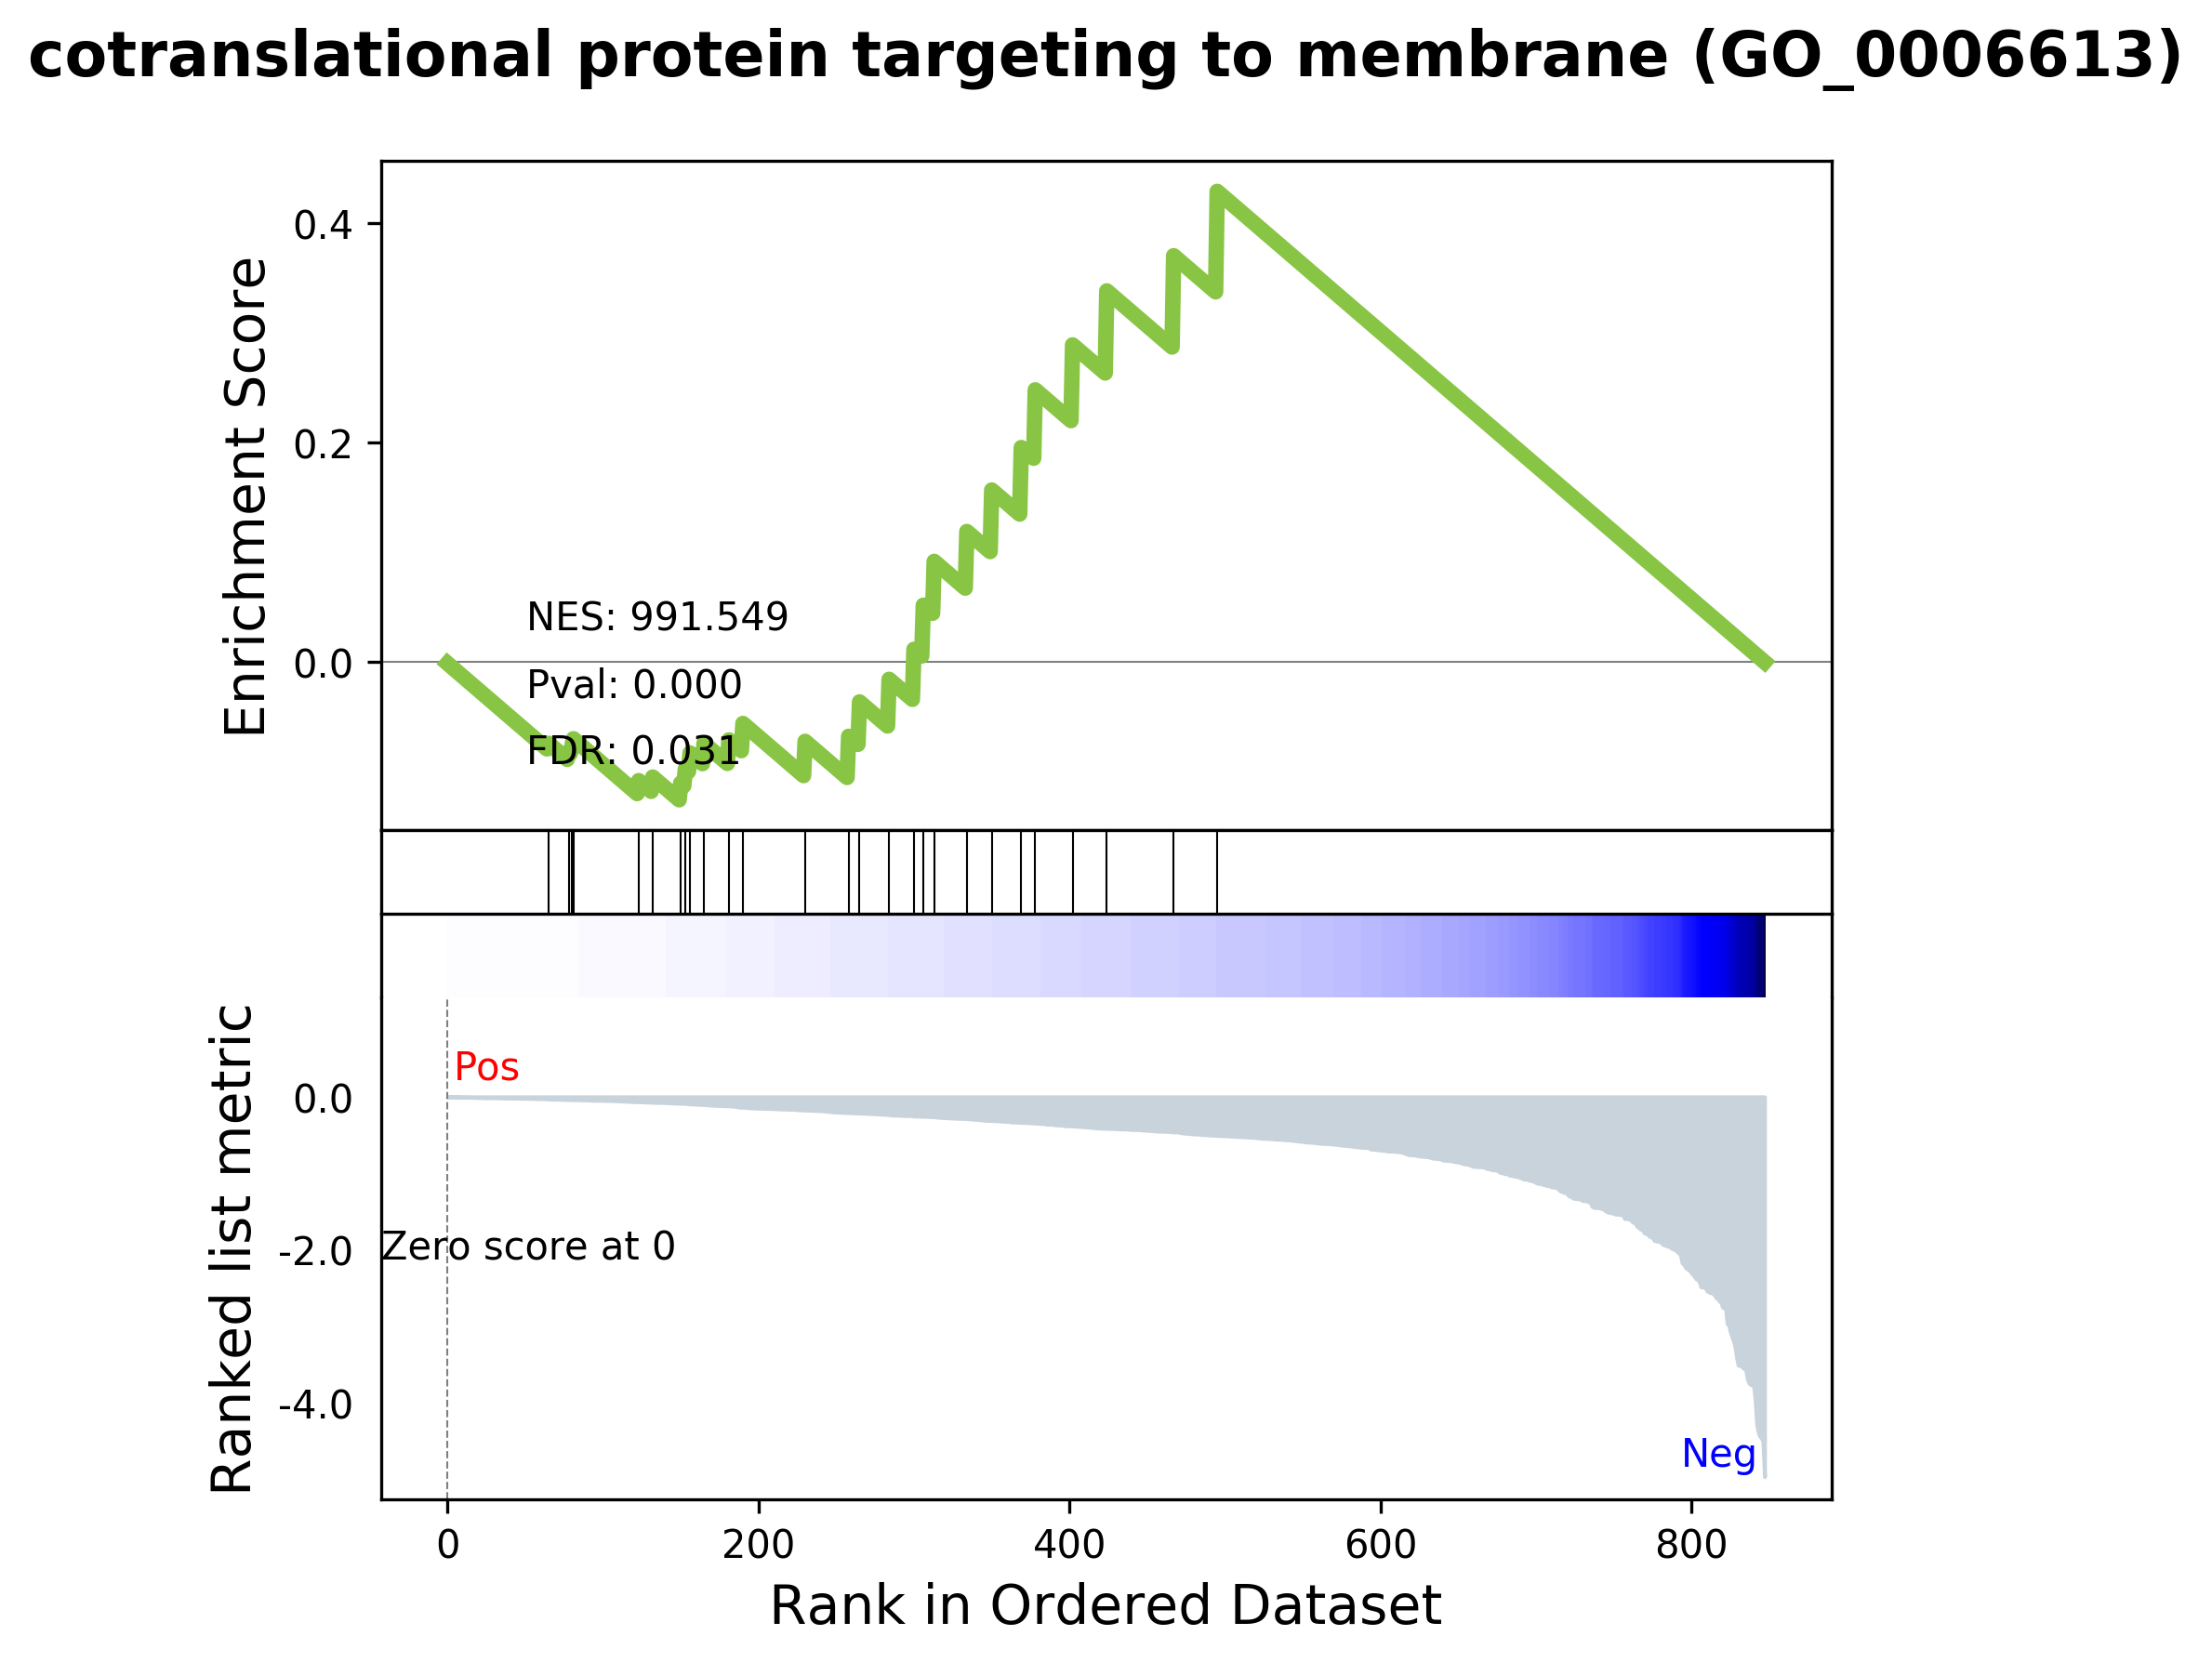 cotranslational protein targeting to membrane (GO_0006613)
Enrichment Score
0.4
0.2
0.0
NES: 991.549
Pval: 0.000
FDR: 0.031
Ranked list metric
0.0
-2.0
-4.0
Pos
Zero score at 0
Neg
0 200 400 600 800
Rank in Ordered Dataset